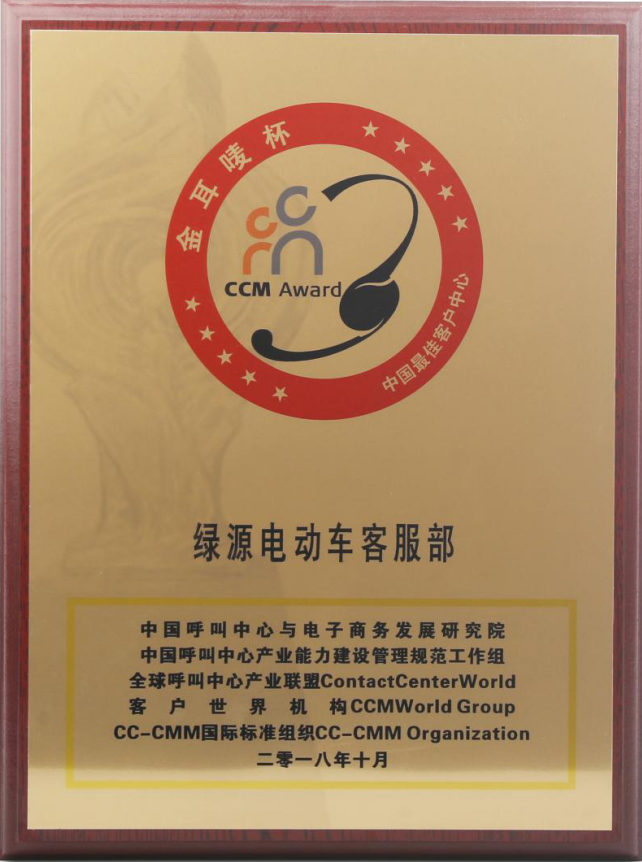 金耳唛杯
CCM Award
中国最佳客户中心
绿源电动车客服部
中国呼叫中心与电子商务发展研究院
中国呼叫中心产业能力建设管理规范工作组
全球呼叫中心产业联盟ContactCenterWorld
客户世界机构CCMWorld Group
CC-CMM国际标准组织CC-CMM Organization
二零一八年十月